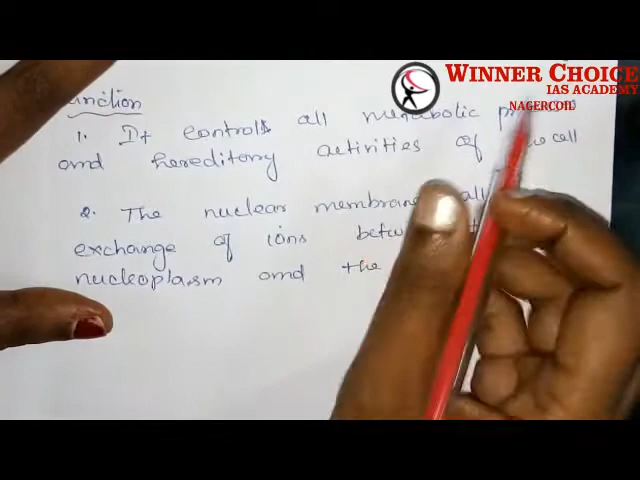 WINNER CHOICE
IAS ACADEMY
NAGERCOIL
1. It controls all metabolic
and hereditary activities of cell
2. The nuclear membrane
exchange of ions
nucleoplasm and the